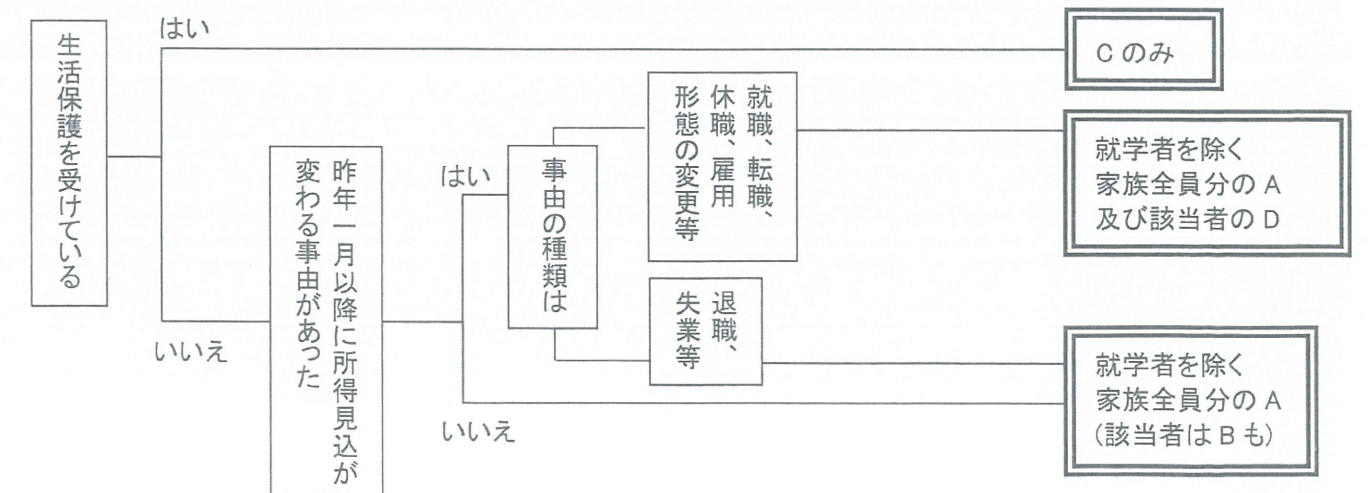 生活保護を受けている
はい
いいえ
昨年一月以降に所得見込が
変わる事由があった
はい
いいえ
事由の種類は
就職、転職、
休職、雇用
形態の変更等
退職、
失業等
Cのみ
就学者を除く
家族全員分のA
及び該当者のD
就学者を除く
家族全員分のA
(該当者はBも)